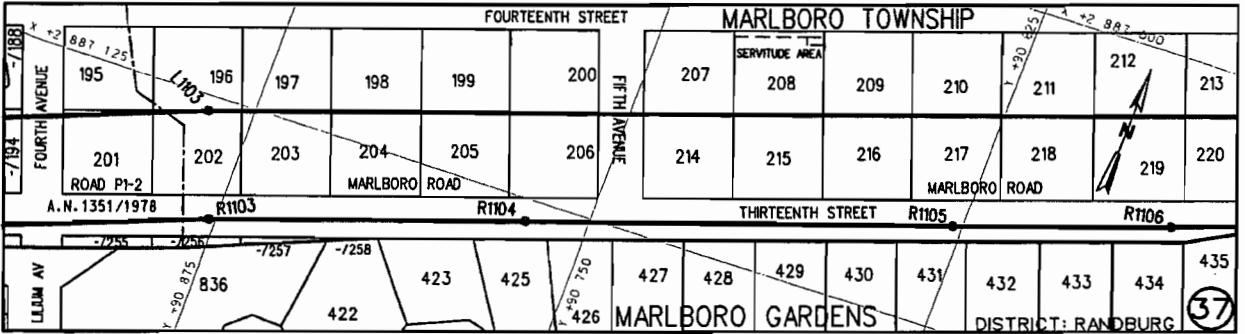 FOURTEENTH STREET
MARLBORO TOWNSHIP
-/188
X +2 887 125
Y +90 825
X +2 887 000
195
196
197
198
199
200
207
SERVITUDE AREA
208
209
210
211
212
213
L1103
FOURTH AVENUE
FIFTH AVENUE
N
-/194
201
202
203
204
205
206
214
215
216
217
218
219
220
ROAD P1-2
MARLBORO ROAD
MARLBORO ROAD
A.N. 1351/1978
R1103
R1104
THIRTEENTH STREET
R1105
R1106
-/255
-/256
-/257
-/258
LILIUM AV
Y +90 875
836
422
423
425
Y +90 750
426
427
428
429
430
431
432
433
434
435
MARLBORO GARDENS
DISTRICT: RANDBURG
37